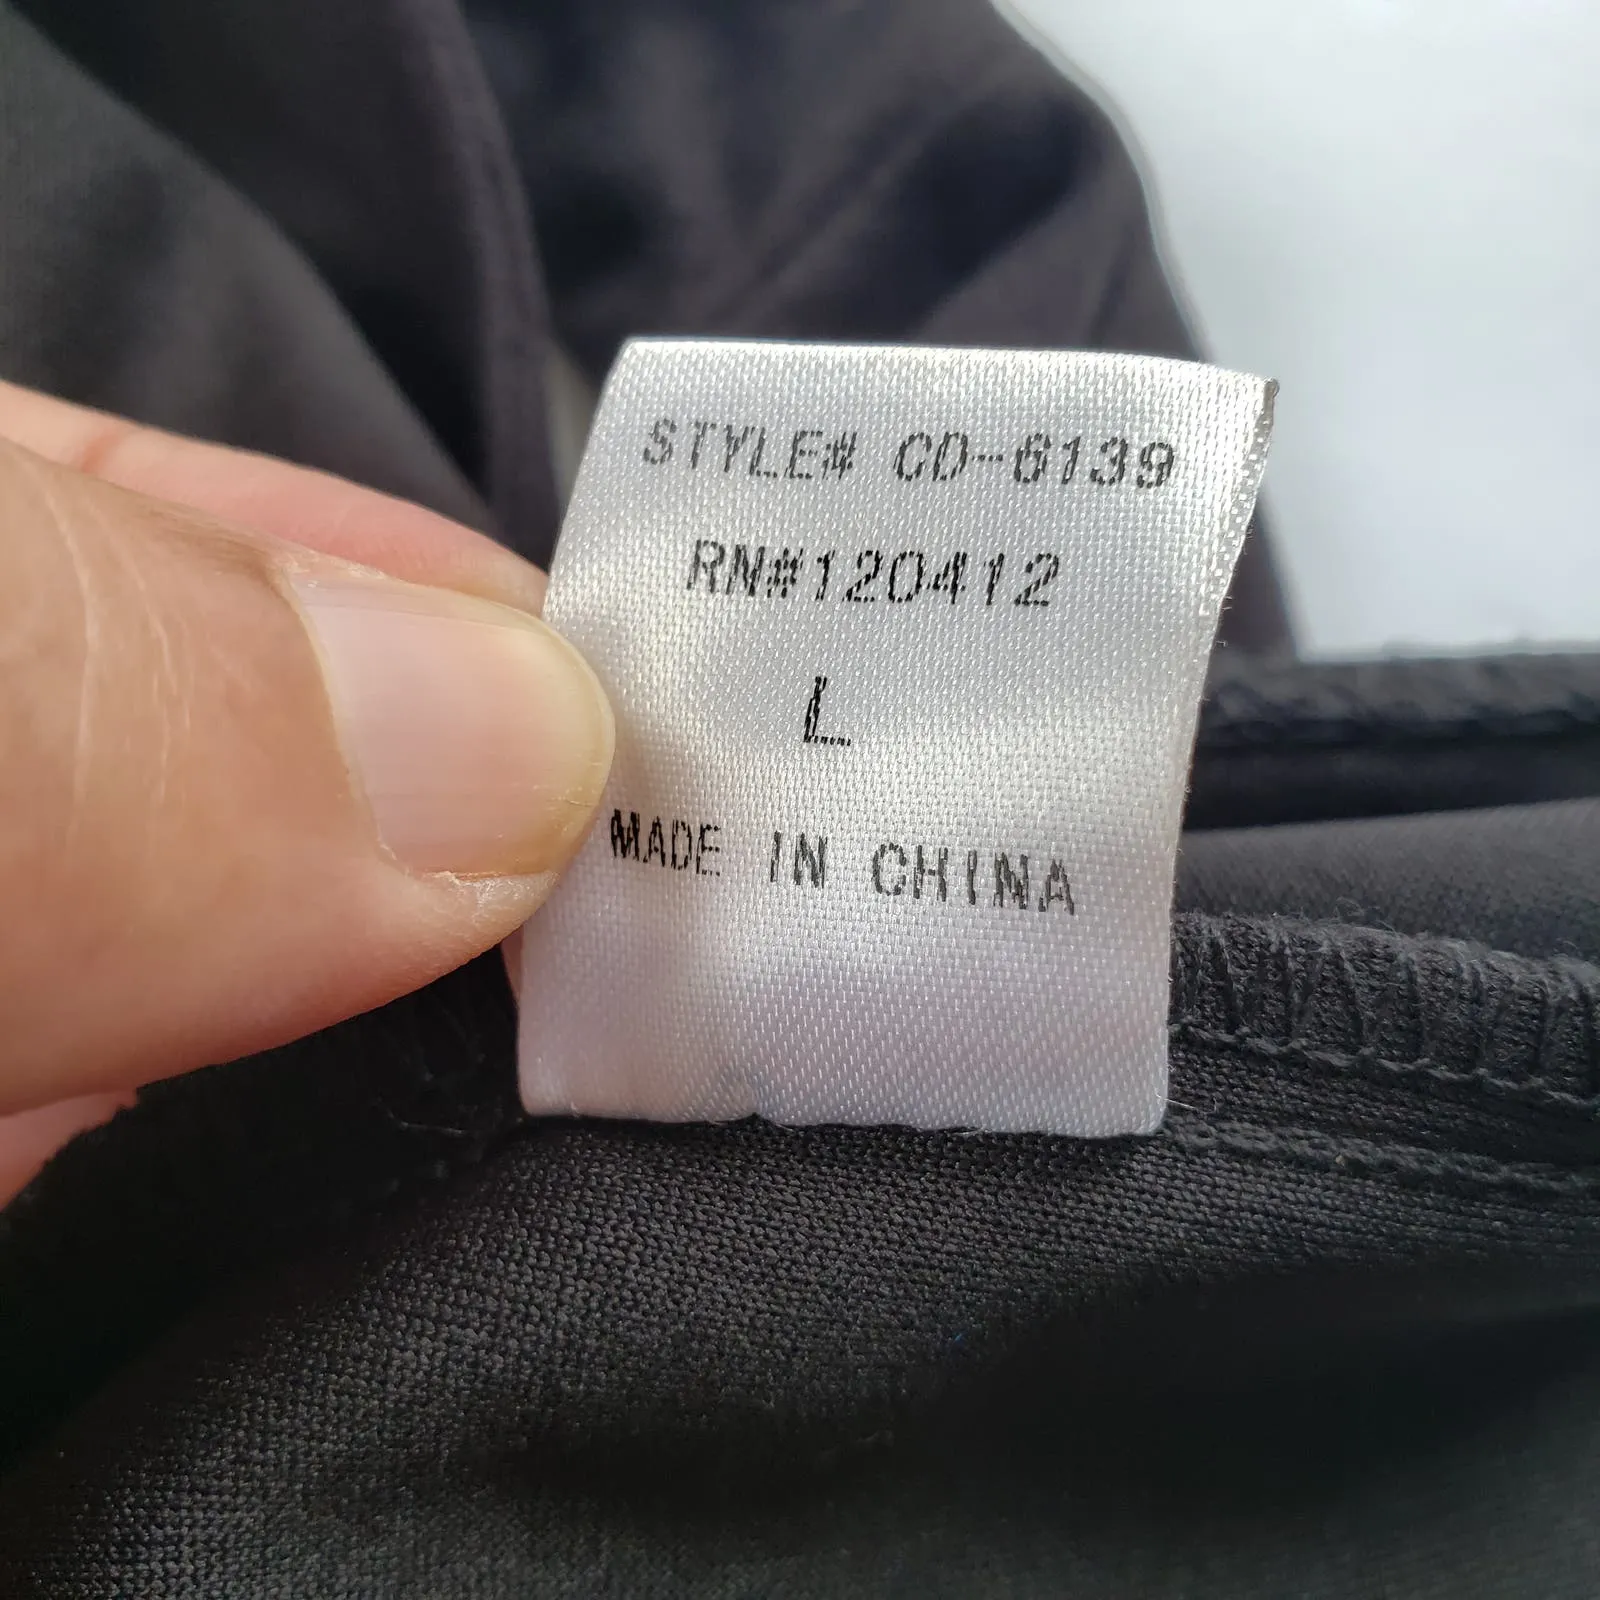 STYLE# CD-6139
RN#120412
L
MADE IN CHINA